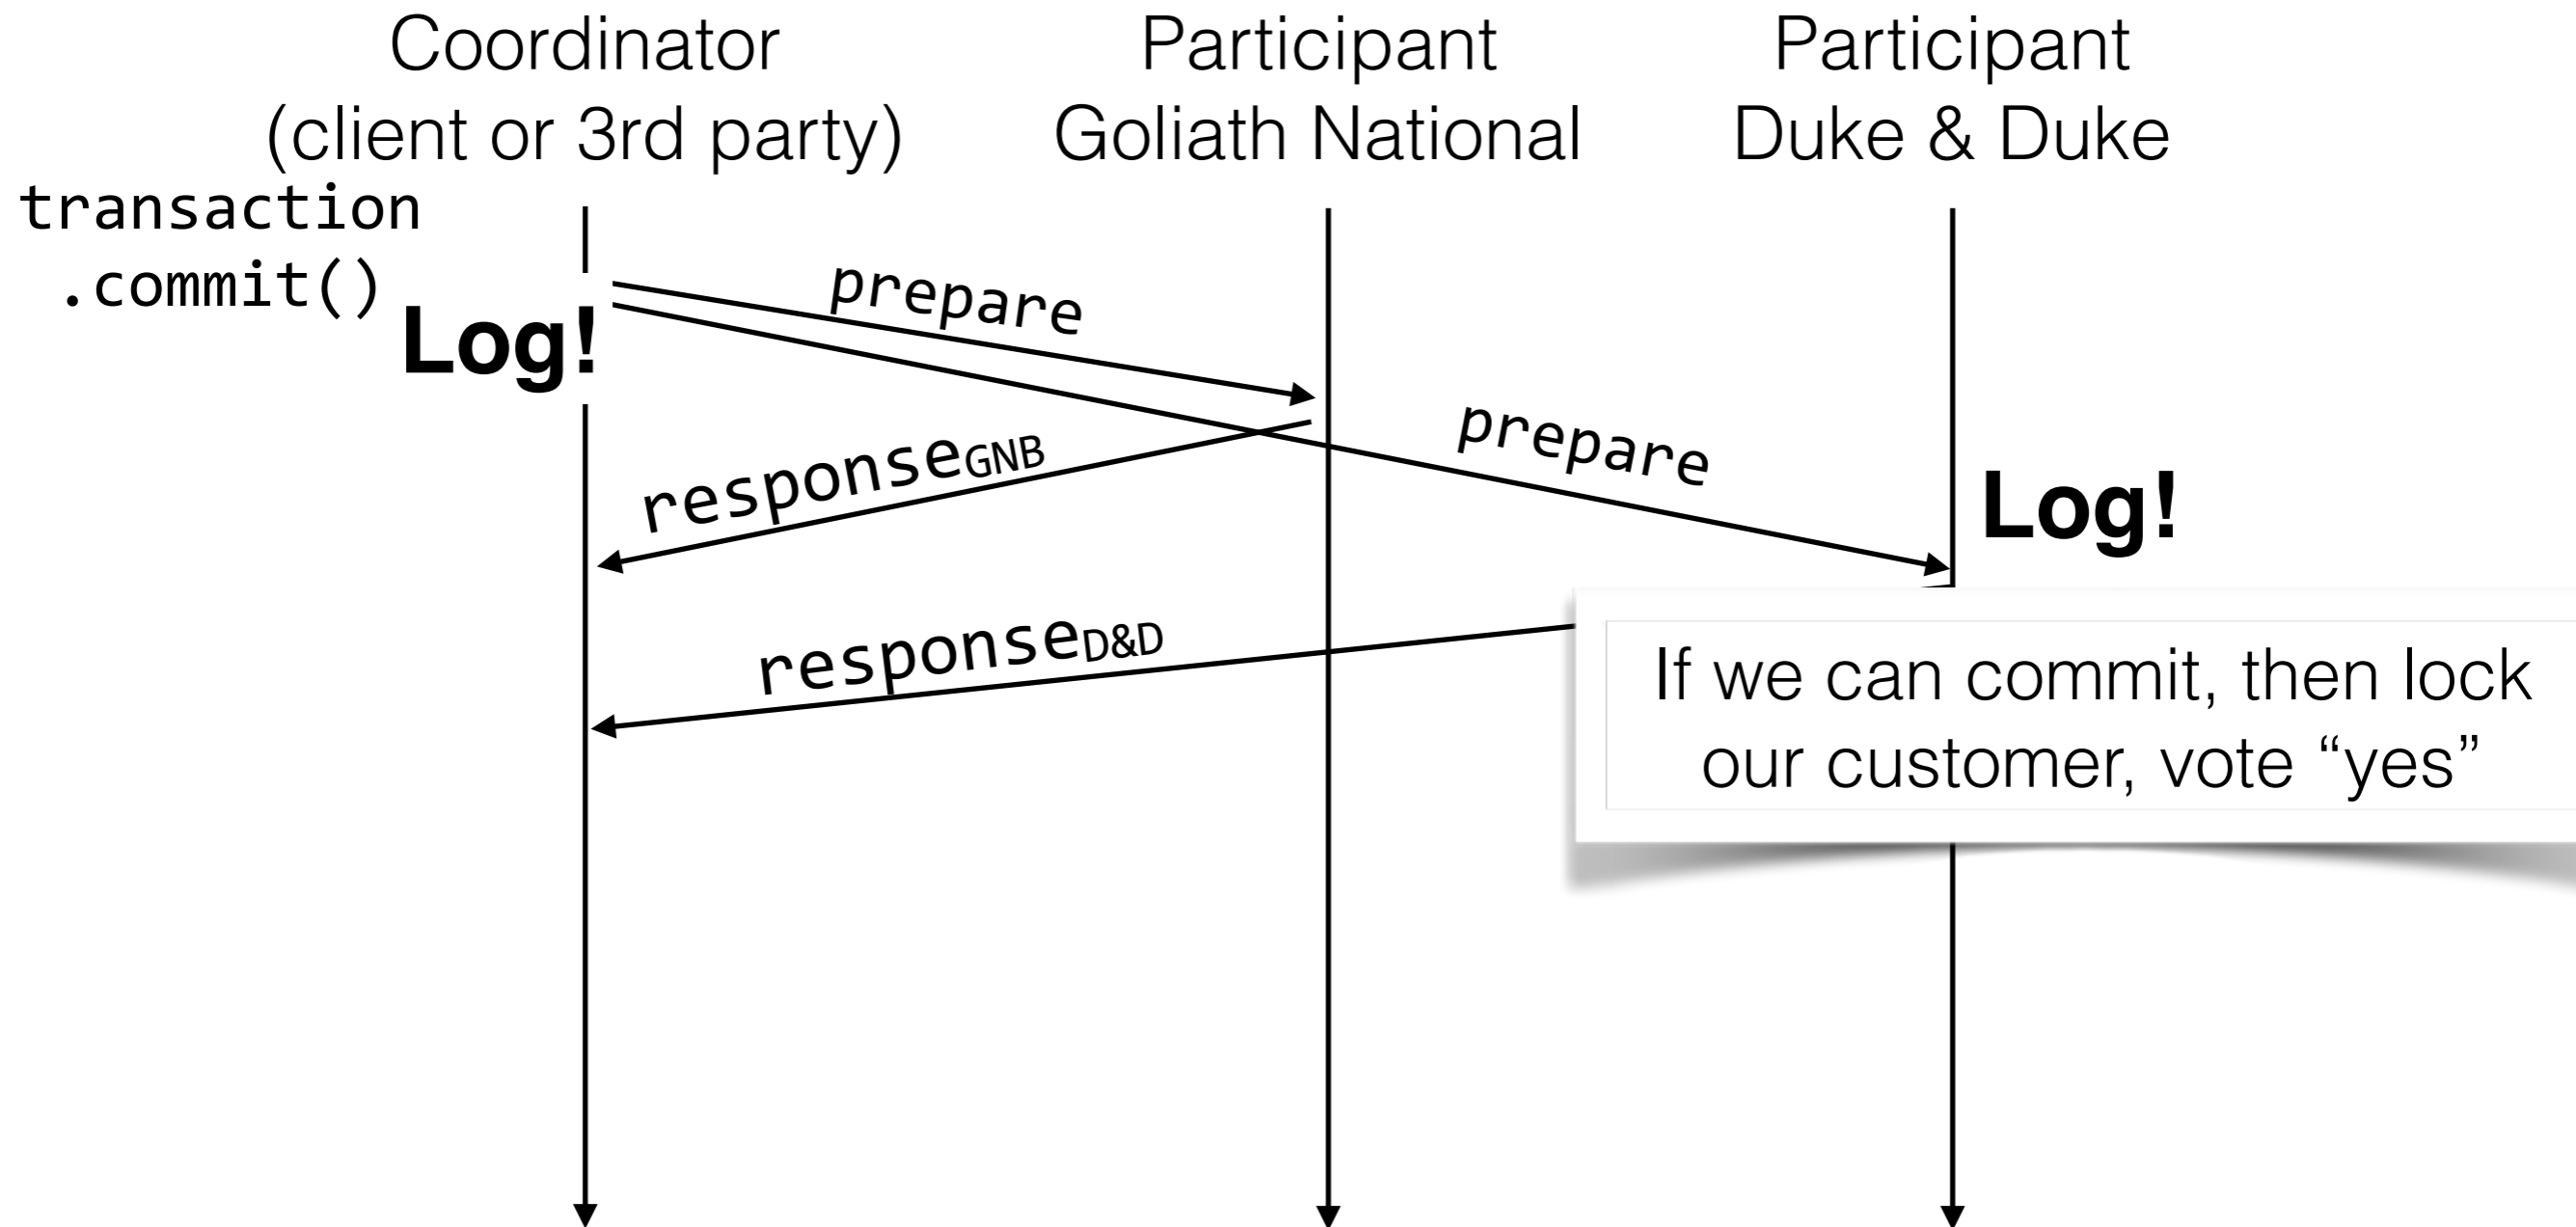 Coordinator
(client or 3rd party)
Participant
Goliath National
Participant
Duke & Duke
transaction
.commit()
Log!
prepare
prepare
responseGNB
Log!
responseD&D
If we can commit, then lock
our customer, vote “yes”